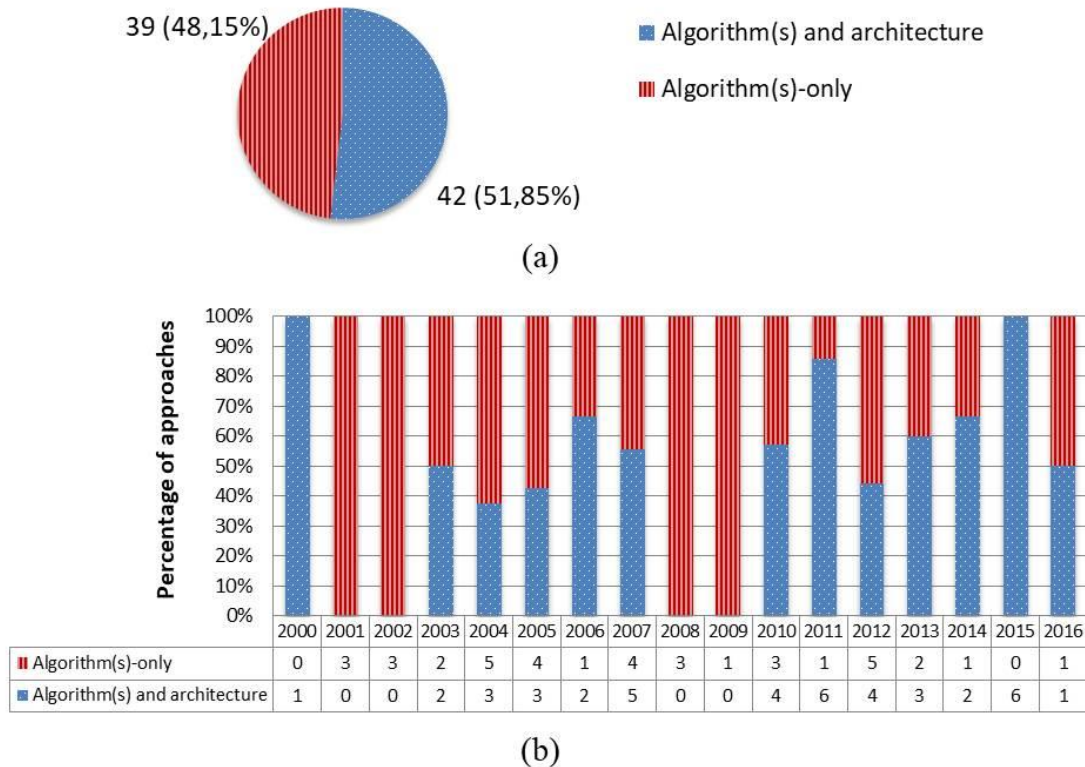 39 (48,15%)
Algorithm(s) and architecture
Algorithm(s)-only
42 (51,85%)
(a)
Percentage of approaches
100%
90%
80%
70%
60%
50%
40%
30%
20%
10%
0%
2000 2001 2002 2003 2004 2005 2006 2007 2008 2009 2010 2011 2012 2013 2014 2015 2016
Algorithm(s)-only 0 3 3 2 5 4 1 4 3 1 3 1 5 2 1 0 1
Algorithm(s) and architecture 1 0 0 2 3 3 2 5 0 0 4 6 4 3 2 6 1
(b)